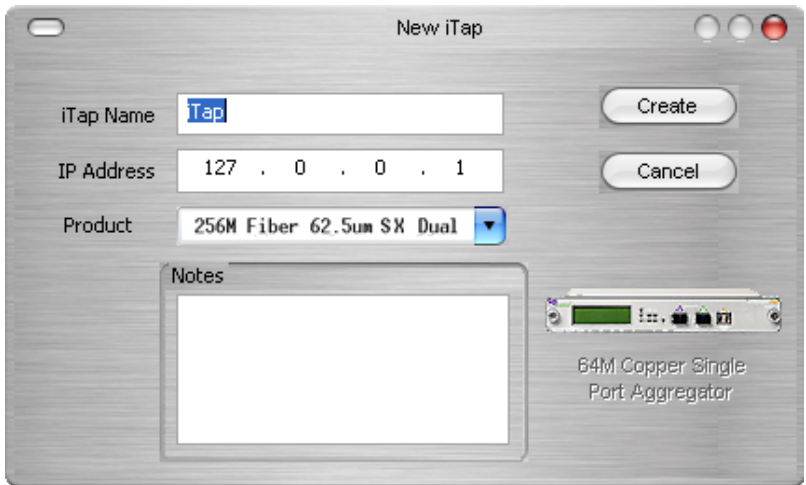 New iTap
iTap Name
iTap
Create
IP Address
127 . 0 . 0 . 1
Cancel
Product
256M Fiber 62.5um SX Dual
Notes
64M Copper Single
Port Aggregator